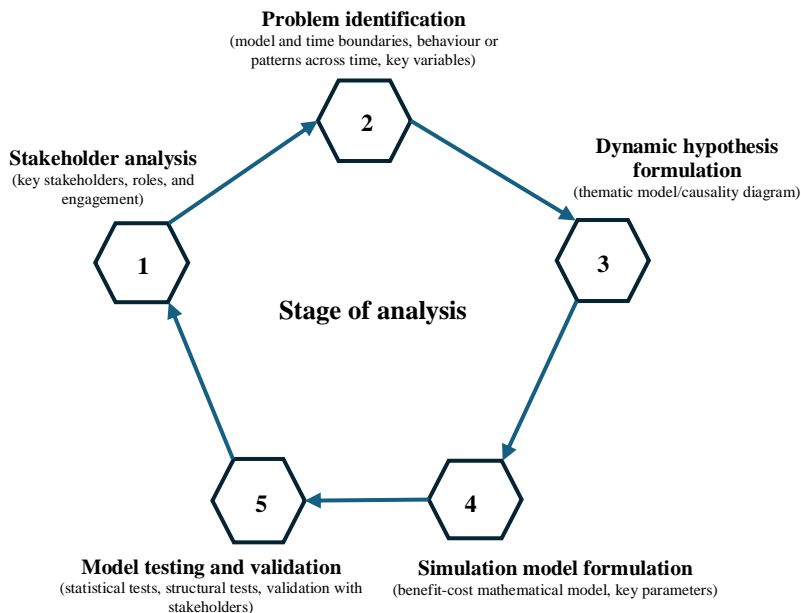 Problem identification
(model and time boundaries, behaviour or
patterns across time, key variables)
2
Stakeholder analysis
(key stakeholders, roles, and
engagement)
1
Dynamic hypothesis
formulation
(thematic model/causality diagram)
3
Stage of analysis
5
Model testing and validation
(statistical tests, structural tests, validation with
stakeholders)
4
Simulation model formulation
(benefit-cost mathematical model, key parameters)